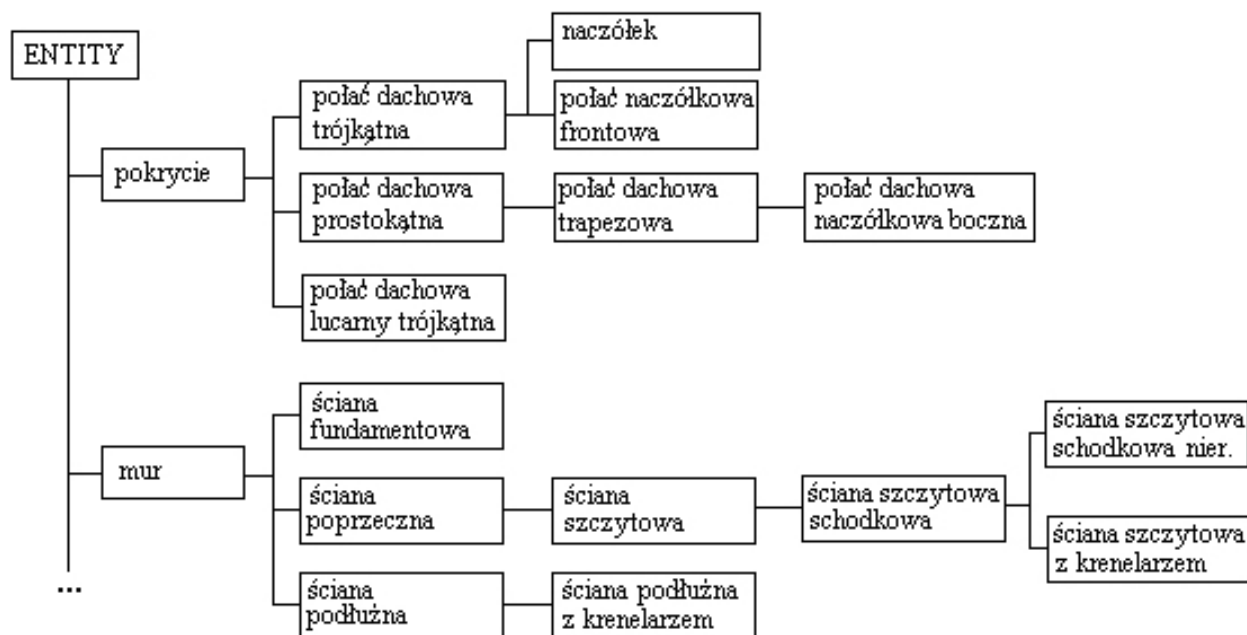 ENTITY
naczółek
połać dachowa
trójkątna
połać naczółkowa
frontowa
pokrycie
połać dachowa
prostokątna
połać dachowa
trapezowa
połać dachowa
naczółkowa boczna
połać dachowa
lucarny trójkątna
mur
ściana
fundamentowa
ściana
poprzeczna
ściana
szczytowa
ściana szczytowa
schodkowa
ściana szczytowa
schodkowa nier.
ściana szczytowa
z krenelarzem
ściana
podłużna
ściana podłużna
z krenelarzem
...